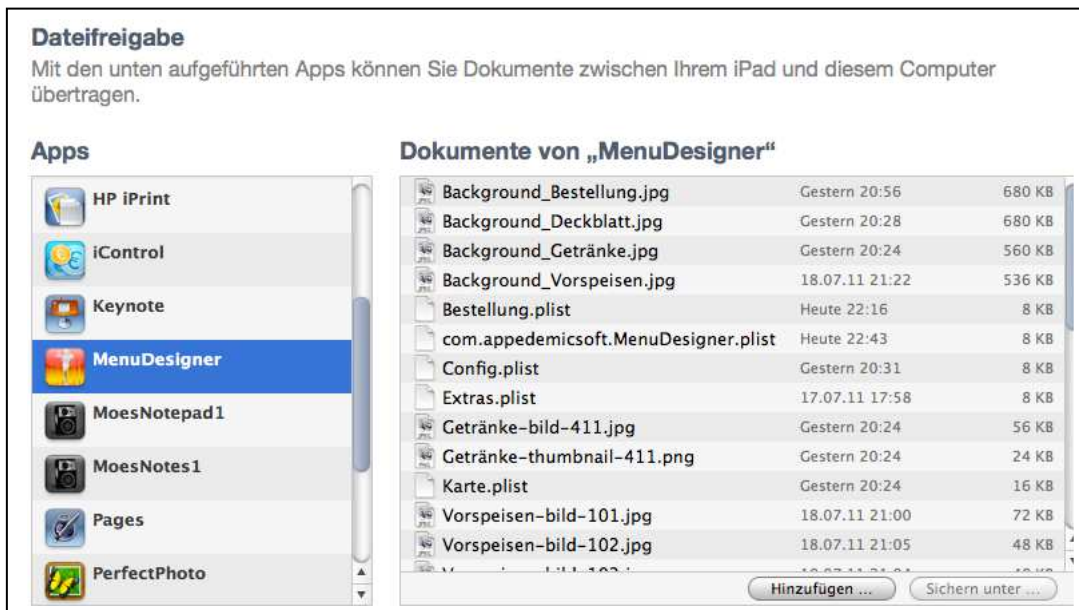 Dateifreigabe
Mit den unten aufgeführten Apps können Sie Dokumente zwischen Ihrem iPad und diesem Computer
übertragen.
Apps
HP iPrint
iControl
Keynote
MenuDesigner
MoesNotepad1
MoesNotes1
Pages
PerfectPhoto
Dokumente von „MenuDesigner“
Background_Bestellung.jpg Gestern 20:56 680 KB
Background_Deckblatt.jpg Gestern 20:28 680 KB
Background_Getränke.jpg Gestern 20:24 560 KB
Background_Vorspeisen.jpg 18.07.11 21:22 536 KB
Bestellung.plist Heute 22:16 8 KB
com.appedemicsoft.MenuDesigner.plist Heute 22:43 8 KB
Config.plist Gestern 20:31 8 KB
Extras.plist 17.07.11 17:58 8 KB
Getränke-bild-411.jpg Gestern 20:24 56 KB
Getränke-thumbnail-411.png Gestern 20:24 24 KB
Karte.plist Gestern 20:24 16 KB
Vorspeisen-bild-101.jpg 18.07.11 21:00 72 KB
Vorspeisen-bild-102.jpg 18.07.11 21:05 48 KB
Hinzufügen ... Sichern unter ...